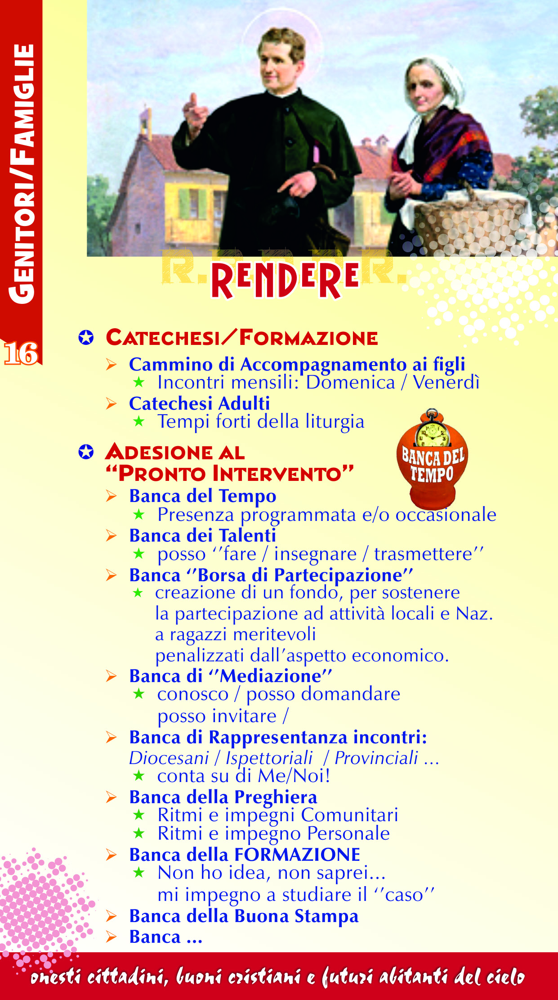 GENITORI/FAMIGLIE
16
RENDERE
CATECHESI/FORMAZIONE
Cammino di Accompagnamento ai figli
Incontri mensili: Domenica / Venerdì
Catechesi Adulti
Tempi forti della liturgia
BANCA DEL
TEMPO
ADESIONE AL
“PRONTO INTERVENTO”
Banca del Tempo
Presenza programmata e/o occasionale
Banca dei Talenti
posso ‘’fare / insegnare / trasmettere’’
Banca ‘’Borsa di Partecipazione’’
creazione di un fondo, per sostenere
la partecipazione ad attività locali e Naz.
a ragazzi meritevoli
penalizzati dall’aspetto economico.
Banca di ‘’Mediazione’’
conosco / posso domandare
posso invitare /
Banca di Rappresentanza incontri:
Diocesani / Ispettoriali / Provinciali ...
conta su di Me/Noi!
Banca della Preghiera
Ritmi e impegni Comunitari
Ritmi e impegno Personale
Banca della FORMAZIONE
Non ho idea, non saprei...
mi impegno a studiare il ‘’caso’’
Banca della Buona Stampa
Banca ...
onesti cittadini, buoni cristiani e futuri abitanti del cielo